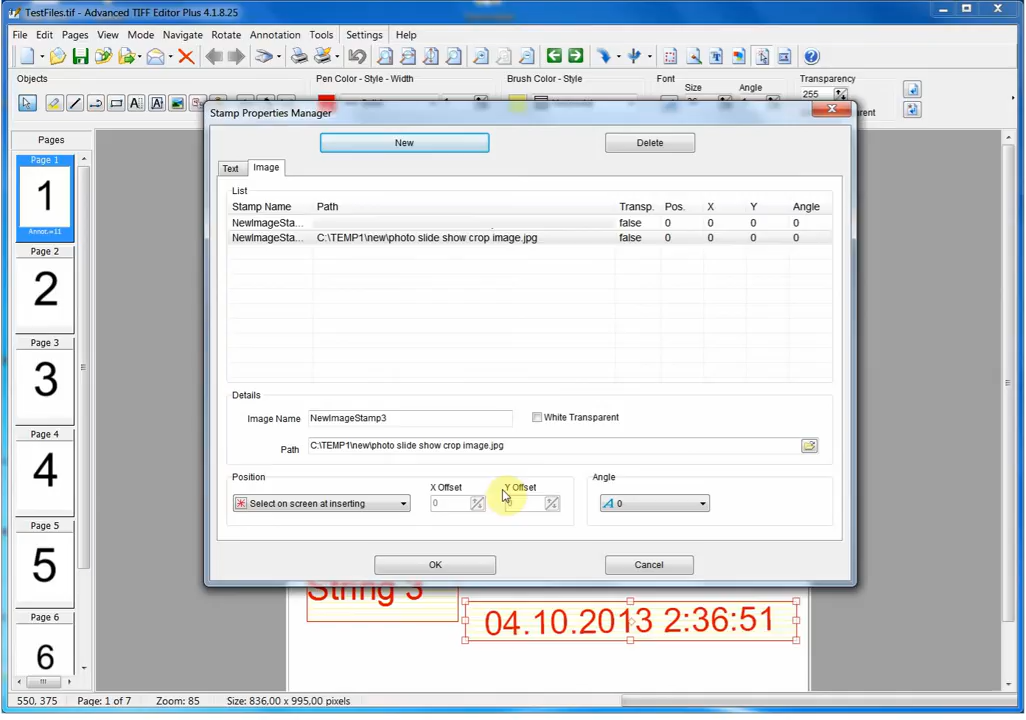 TestFiles.tif - Advanced TIFF Editor Plus 4.1.8.25
File Edit Pages View Mode Navigate Rotate Annotation Tools Settings Help
Objects Pen Color - Style - Width Brush Color - Style Font Transparency
Size Angle 255
Stamp Properties Manager
New Delete
Pages
Text Image
Page 1
1
Annot.=11
List
Stamp Name Path Transp. Pos. X Y Angle
NewImageSta... false 0 0 0 0
NewImageSta... C:\TEMP1\new\photo slide show crop image.jpg false 0 0 0 0
Page 2
2
Page 3
3
Details
Image Name NewImageStamp3 White Transparent
Path C:\TEMP1\new\photo slide show crop image.jpg
Page 4
4
Position X Offset Y Offset Angle
Select on screen at inserting 0 0 0
Page 5
5
OK Cancel
String 3
04.10.2013 2:36:51
Page 6
6
550, 375 Page: 1 of 7 Zoom: 85 Size: 836,00 x 995,00 pixels